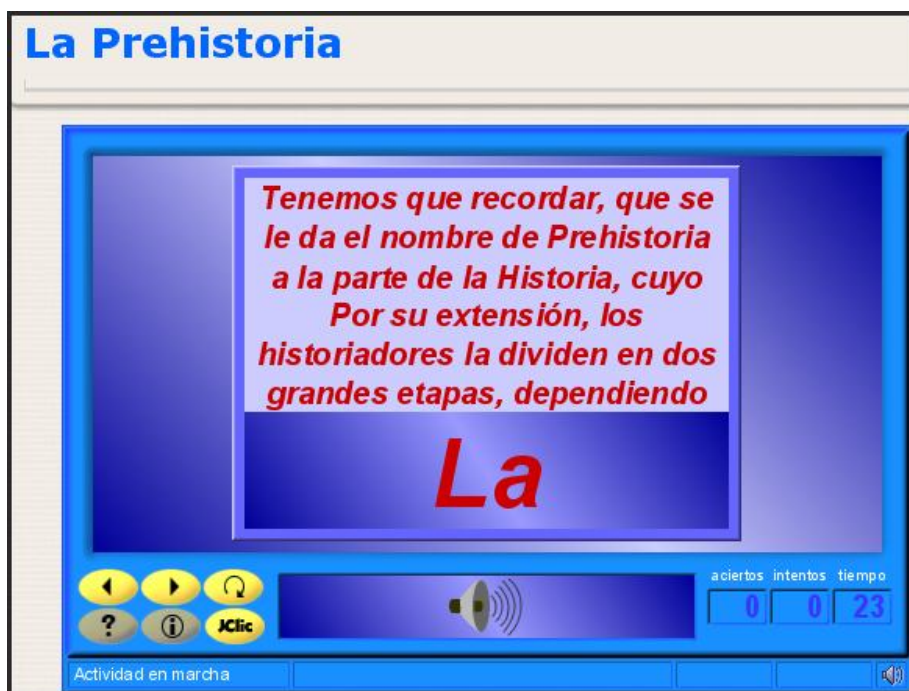 La Prehistoria
Tenemos que recordar, que se
le da el nombre de Prehistoria
a la parte de la Historia, cuyo
Por su extensión, los
historiadores la dividen en dos
grandes etapas, dependiendo
La
aciertos intentos tiempo
0 0 23
? i JClic
Actividad en marcha